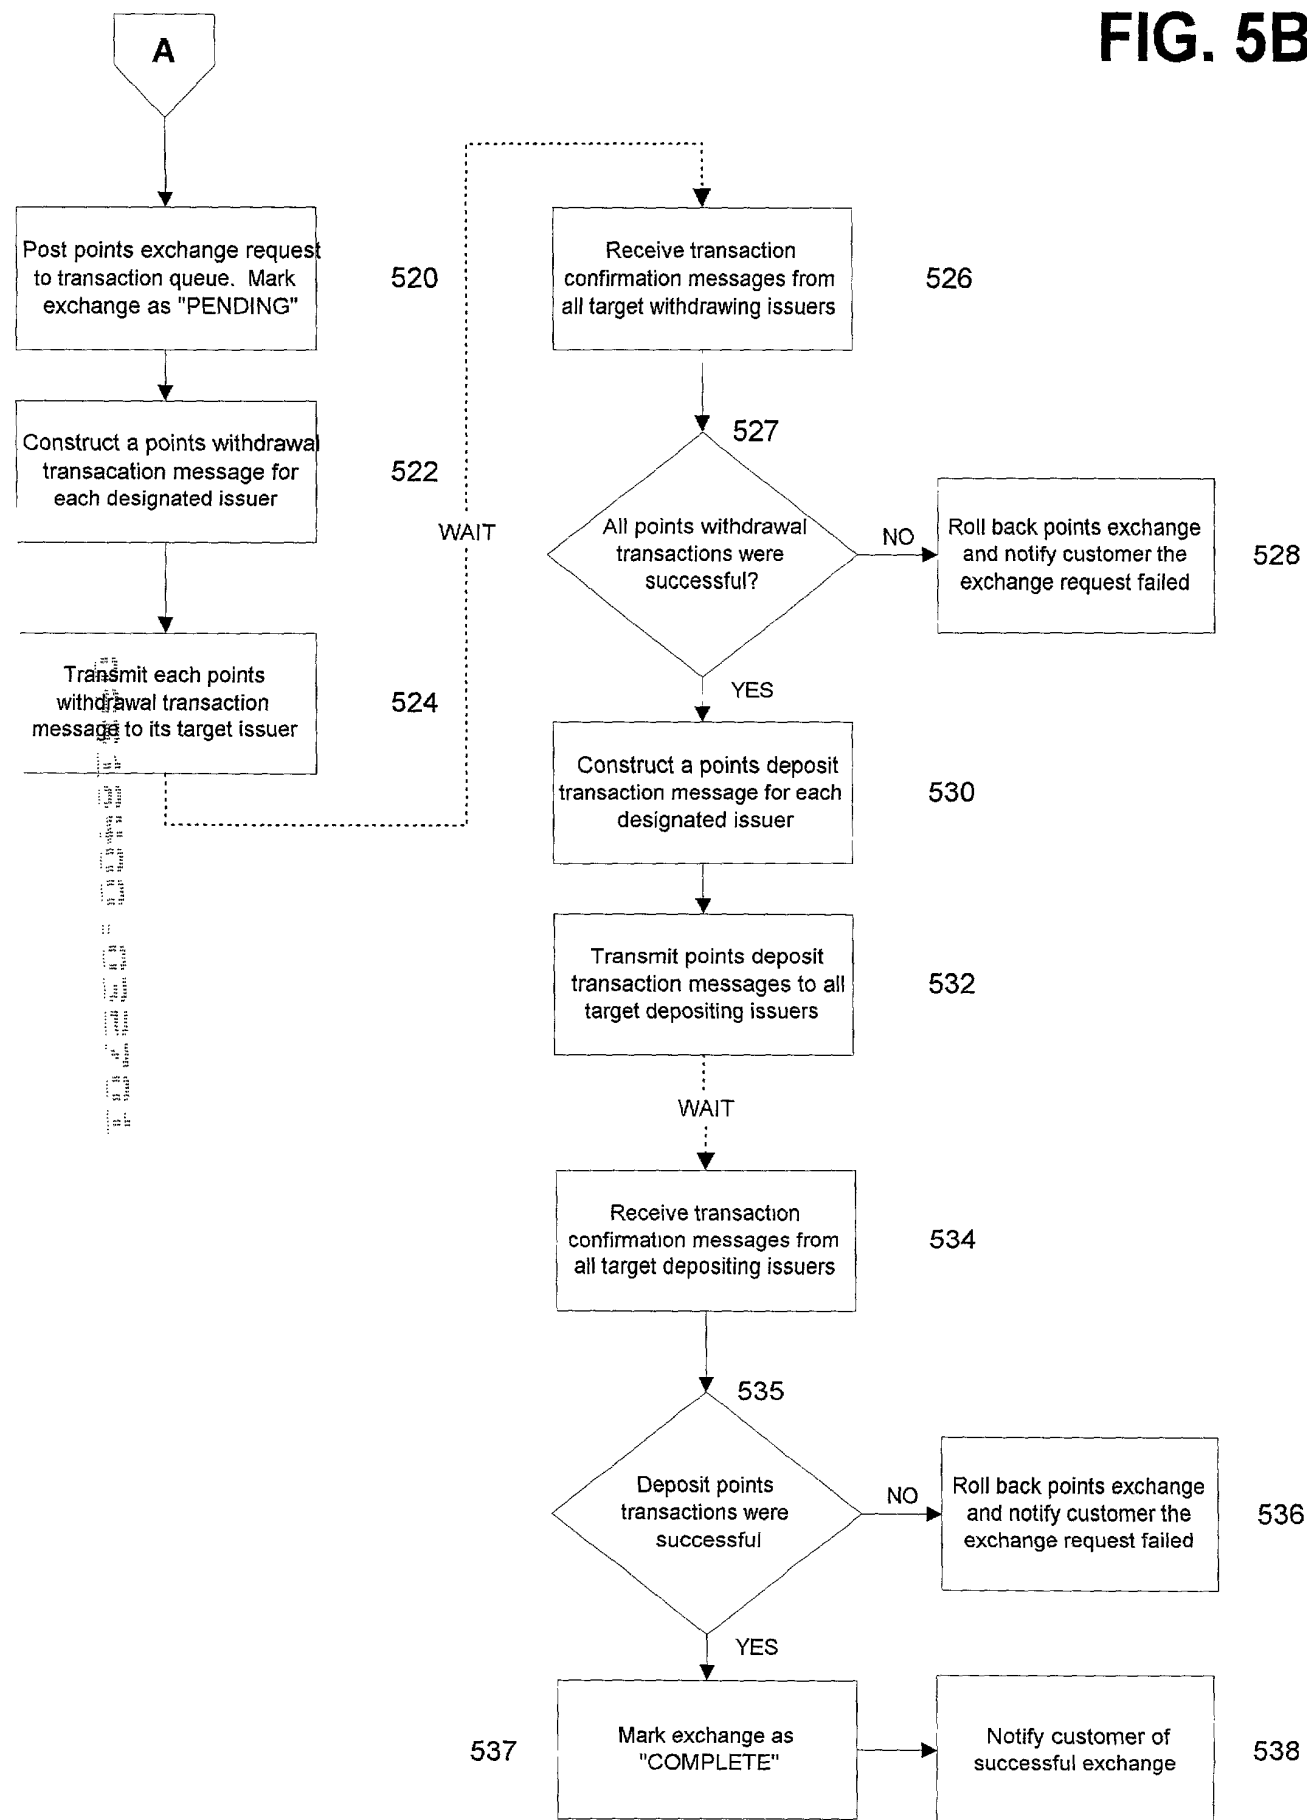 FIG. 5B
A
Post points exchange request
to transaction queue. Mark
exchange as "PENDING"
520
Construct a points withdrawal
transacation message for
each designated issuer
522
Transmit each points
withdrawal transaction
message to its target issuer
524
WAIT
Receive transaction
confirmation messages from
all target withdrawing issuers
526
527
All points withdrawal
transactions were
successful?
NO
Roll back points exchange
and notify customer the
exchange request failed
528
YES
Construct a points deposit
transaction message for each
designated issuer
530
Transmit points deposit
transaction messages to all
target depositing issuers
532
WAIT
Receive transaction
confirmation messages from
all target depositing issuers
534
535
Deposit points
transactions were
successful
NO
Roll back points exchange
and notify customer the
exchange request failed
536
YES
537
Mark exchange as
"COMPLETE"
Notify customer of
successful exchange
538